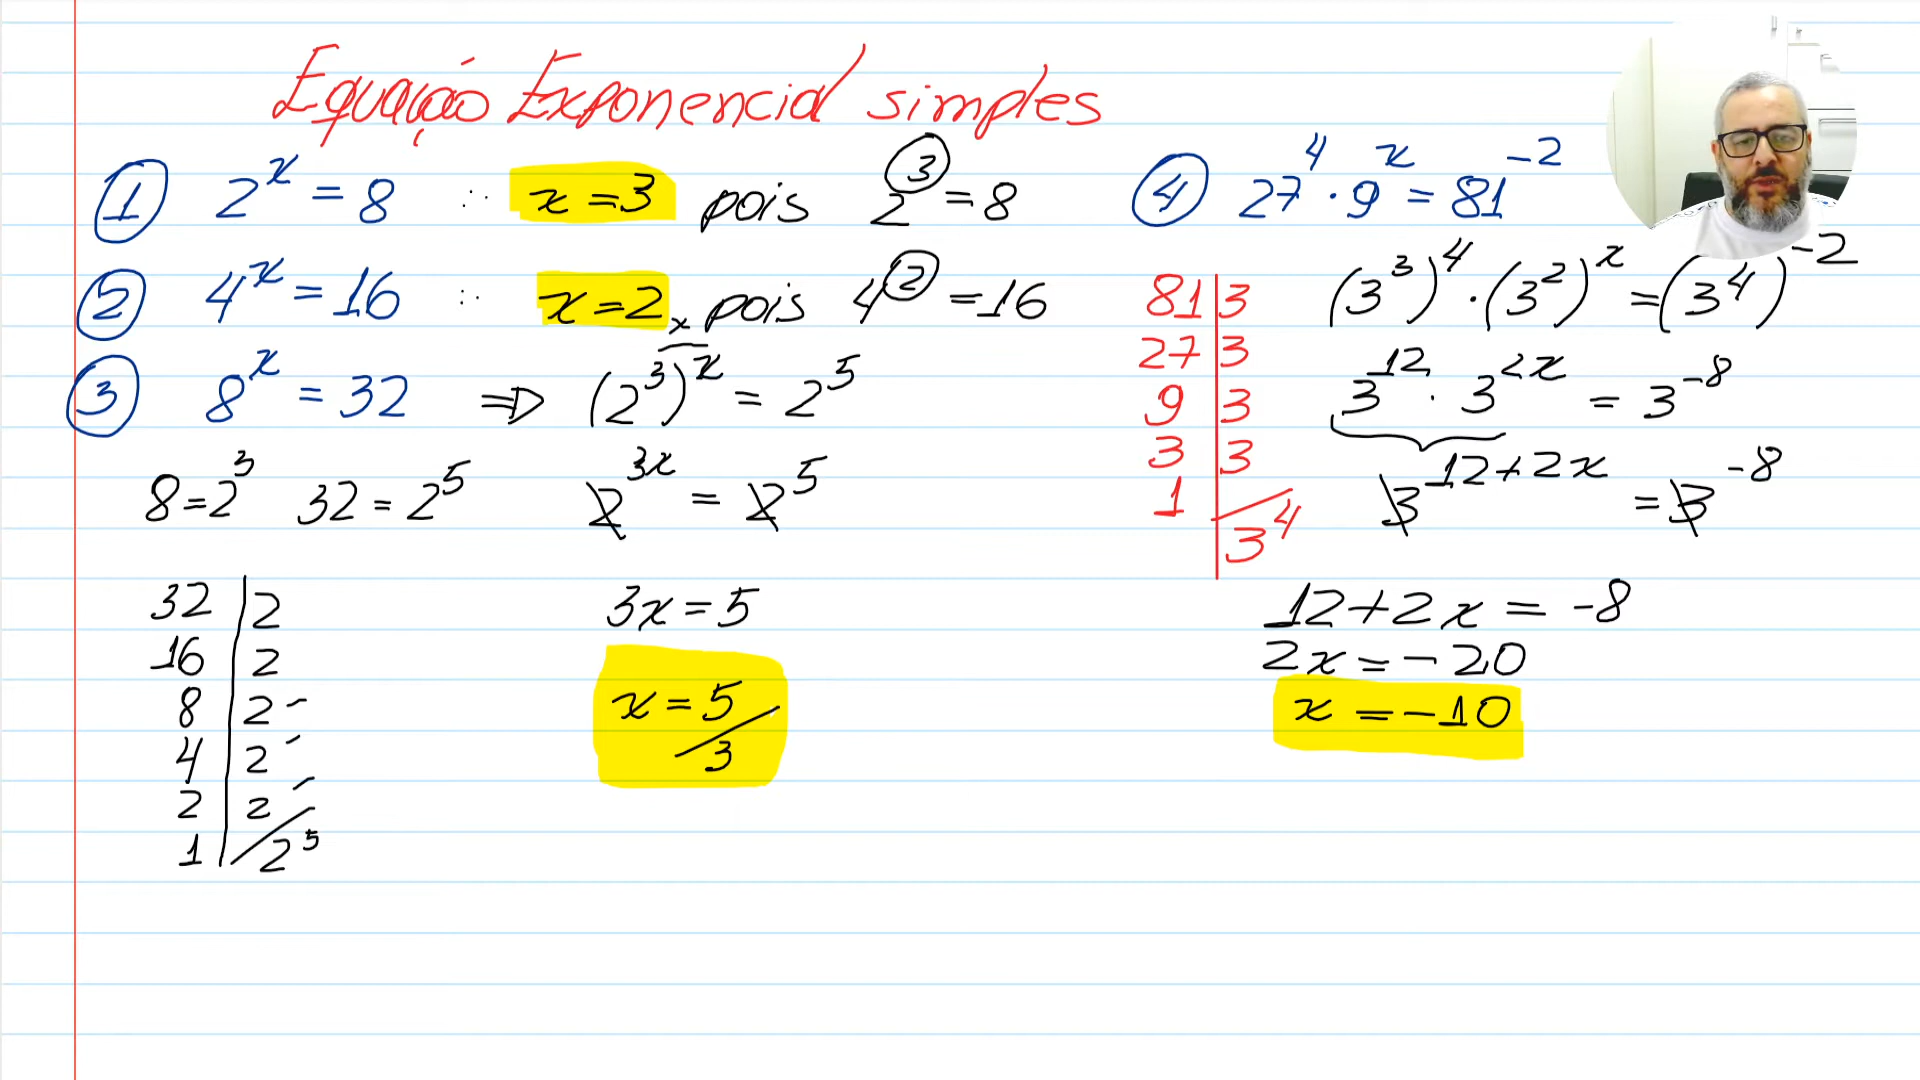 Equação Exponencial simples
① 2^x = 8 ∴ x = 3 pois 2^3 = 8
② 4^x = 16 ∴ x = 2 pois 4^2 = 16
③ 8^x = 32 ⇒ (2^3)^x = 2^5
x
8 = 2^3 32 = 2^5 2^3x = 2^5
32 | 2
16 | 2
8 | 2
4 | 2
2 | 2
1 | 2^5
3x = 5
x = 5/3
④ 27^4 · 9^x = 81^-2
81 | 3
27 | 3
9 | 3
3 | 3
1 | 3^4
(3^3)^4 · (3^2)^x = (3^4)^-2
3^12 · 3^2x = 3^-8
3^12+2x = 3^-8
12+2x = -8
2x = -20
x = -10